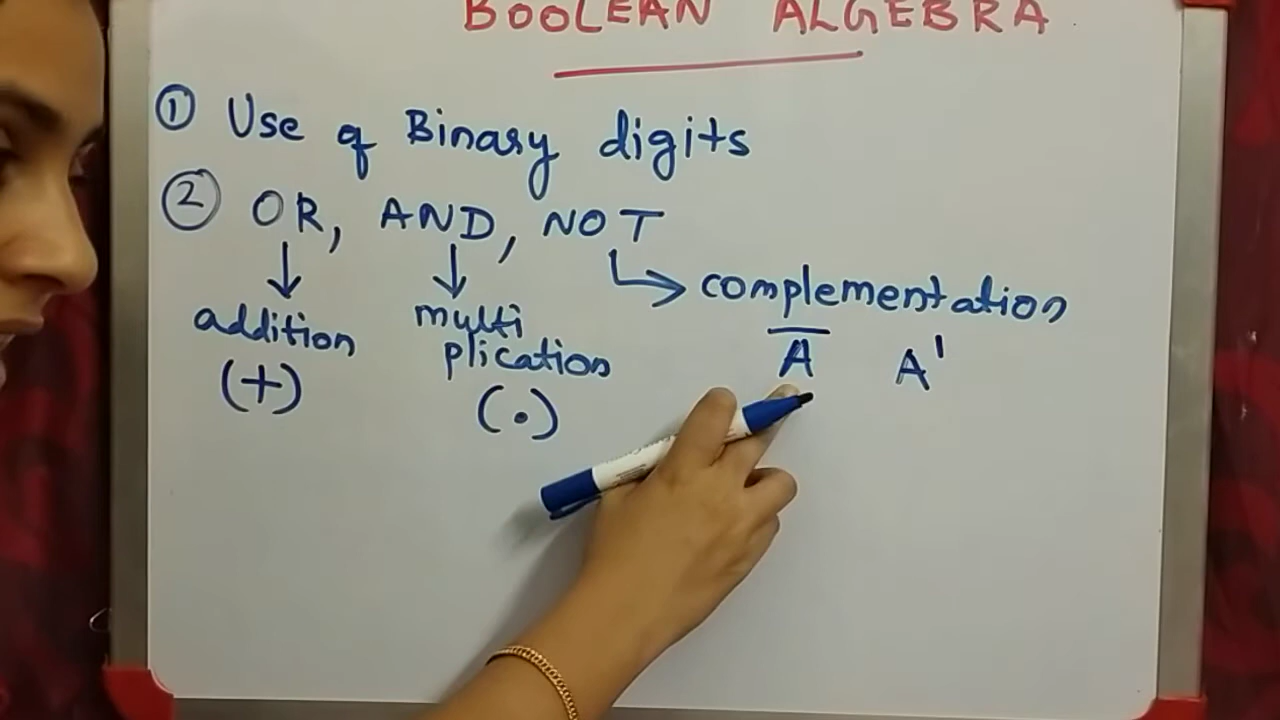 BOOLEAN ALGEBRA
① Use of Binary digits
② OR, AND, NOT
addition
(+)
multi
plication
(.)
complementation
A̅ A'